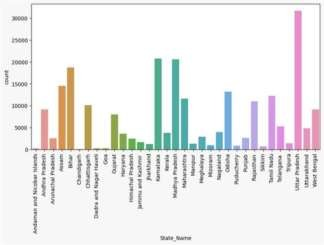 count
30000
25000
20000
15000
10000
5000
0
Andaman and Nicobar Islands
Andhra Pradesh
Arunachal Pradesh
Assam
Bihar
Chandigarh
Chhattisgarh
Dadra and Nagar Haveli
Goa
Gujarat
Haryana
Himachal Pradesh
Jammu and Kashmir
Jharkhand
Karnataka
Kerala
Madhya Pradesh
Maharashtra
Manipur
Meghalaya
Mizoram
Nagaland
Odisha
Puducherry
Punjab
Rajasthan
Sikkim
Tamil Nadu
Telangana
Tripura
Uttar Pradesh
Uttarakhand
West Bengal
State_Name